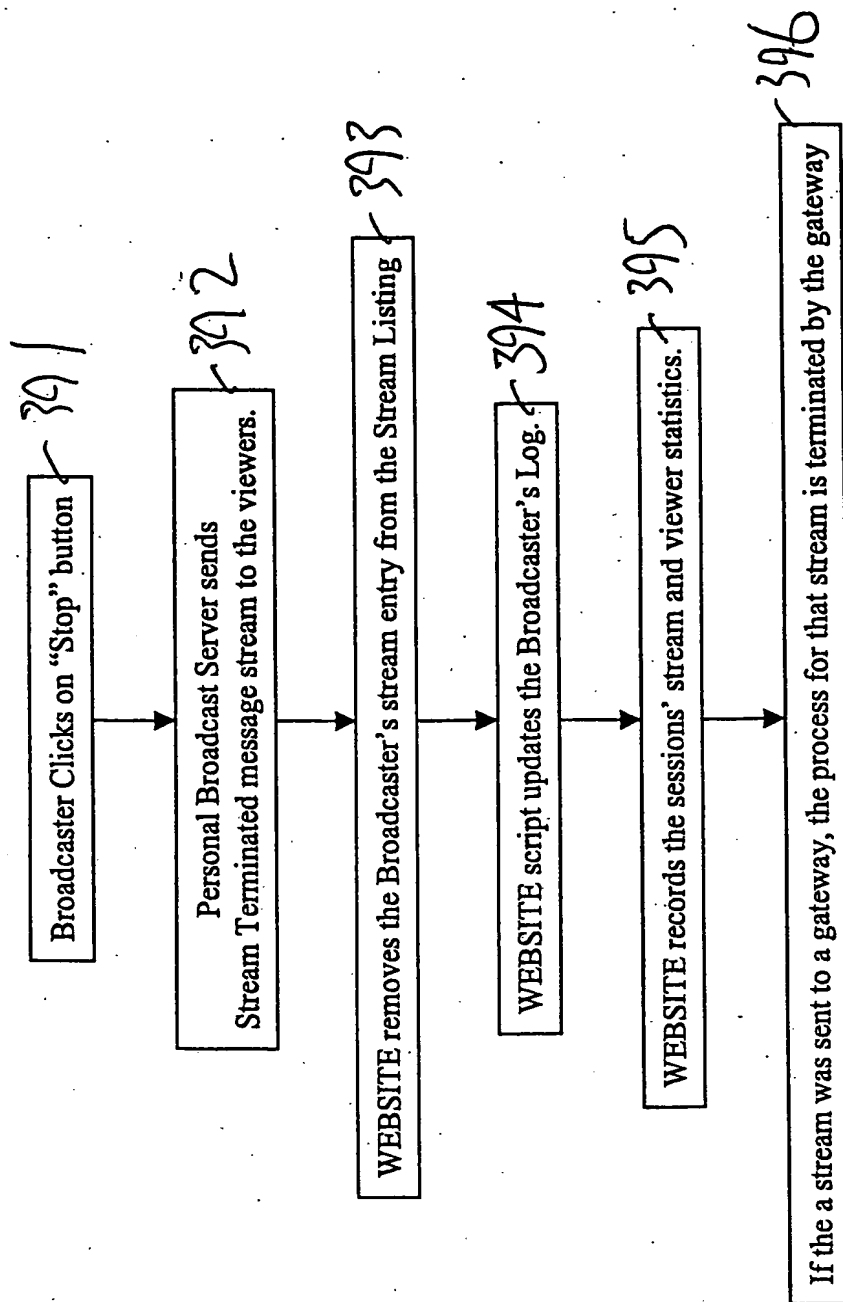 Broadcaster Clicks on “Stop” button
391
Personal Broadcast Server sends
Stream Terminated message stream to the viewers.
392
WEBSITE removes the Broadcaster’s stream entry from the Stream Listing
393
WEBSITE script updates the Broadcaster’s Log.
394
WEBSITE records the sessions’ stream and viewer statistics.
395
If the a stream was sent to a gateway, the process for that stream is terminated by the gateway
396